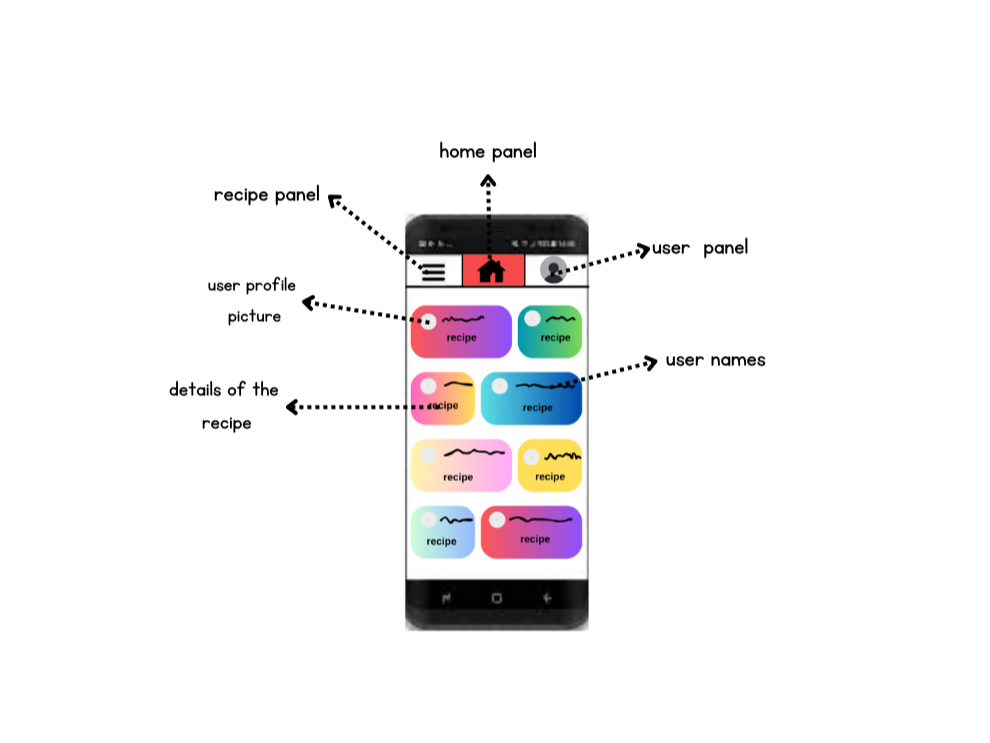 home panel
recipe panel
user panel
user profile
picture
recipe
recipe
user names
details of the
recipe
recipe
recipe
recipe
recipe
recipe
recipe